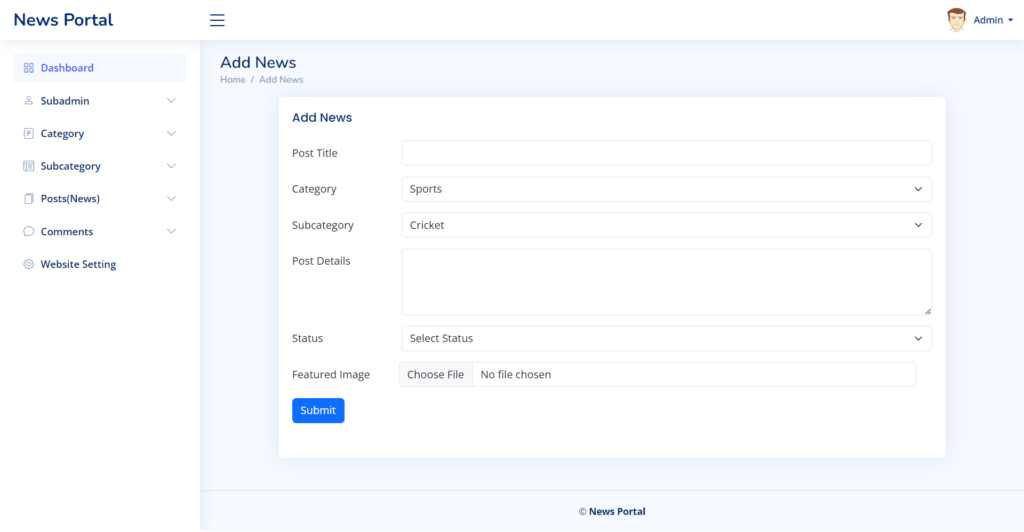 News Portal
Admin
Dashboard
Subadmin
Category
Subcategory
Posts(News)
Comments
Website Setting
Add News
Home / Add News
Add News
Post Title
Category Sports
Subcategory Cricket
Post Details
Status Select Status
Featured Image Choose File No file chosen
Submit
© News Portal